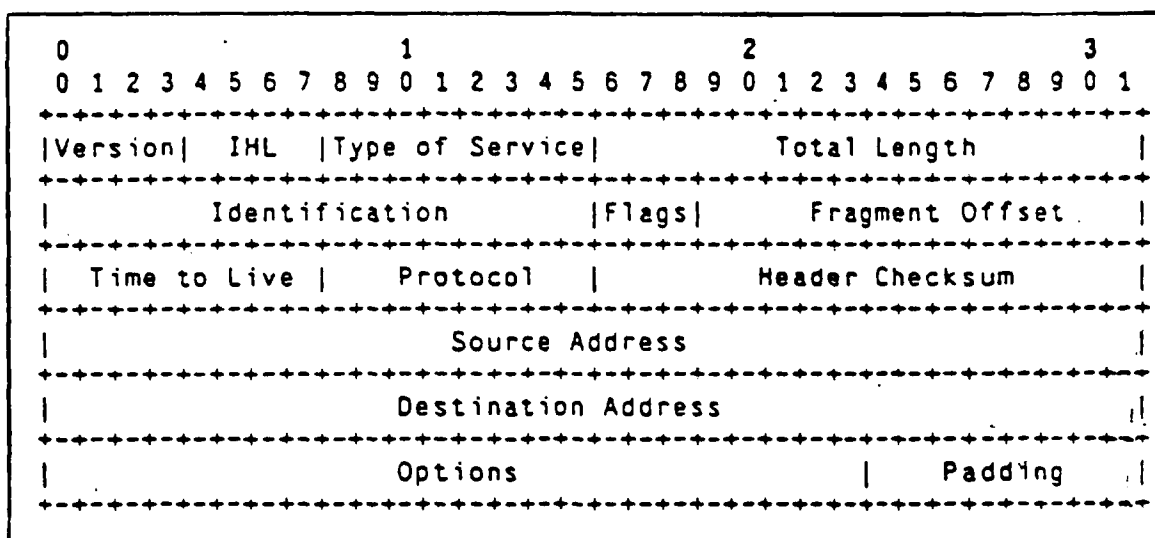 0                   1                   2                   3
0 1 2 3 4 5 6 7 8 9 0 1 2 3 4 5 6 7 8 9 0 1 2 3 4 5 6 7 8 9 0 1
+-+-+-+-+-+-+-+-+-+-+-+-+-+-+-+-+-+-+-+-+-+-+-+-+-+-+-+-+-+-+-+-+
|Version| IHL |Type of Service| Total Length |
+-+-+-+-+-+-+-+-+-+-+-+-+-+-+-+-+-+-+-+-+-+-+-+-+-+-+-+-+-+-+-+-+
| Identification |Flags| Fragment Offset |
+-+-+-+-+-+-+-+-+-+-+-+-+-+-+-+-+-+-+-+-+-+-+-+-+-+-+-+-+-+-+-+-+
| Time to Live | Protocol | Header Checksum |
+-+-+-+-+-+-+-+-+-+-+-+-+-+-+-+-+-+-+-+-+-+-+-+-+-+-+-+-+-+-+-+-+
| Source Address |
+-+-+-+-+-+-+-+-+-+-+-+-+-+-+-+-+-+-+-+-+-+-+-+-+-+-+-+-+-+-+-+-+
| Destination Address |
+-+-+-+-+-+-+-+-+-+-+-+-+-+-+-+-+-+-+-+-+-+-+-+-+-+-+-+-+-+-+-+-+
| Options | Padding |
+-+-+-+-+-+-+-+-+-+-+-+-+-+-+-+-+-+-+-+-+-+-+-+-+-+-+-+-+-+-+-+-+